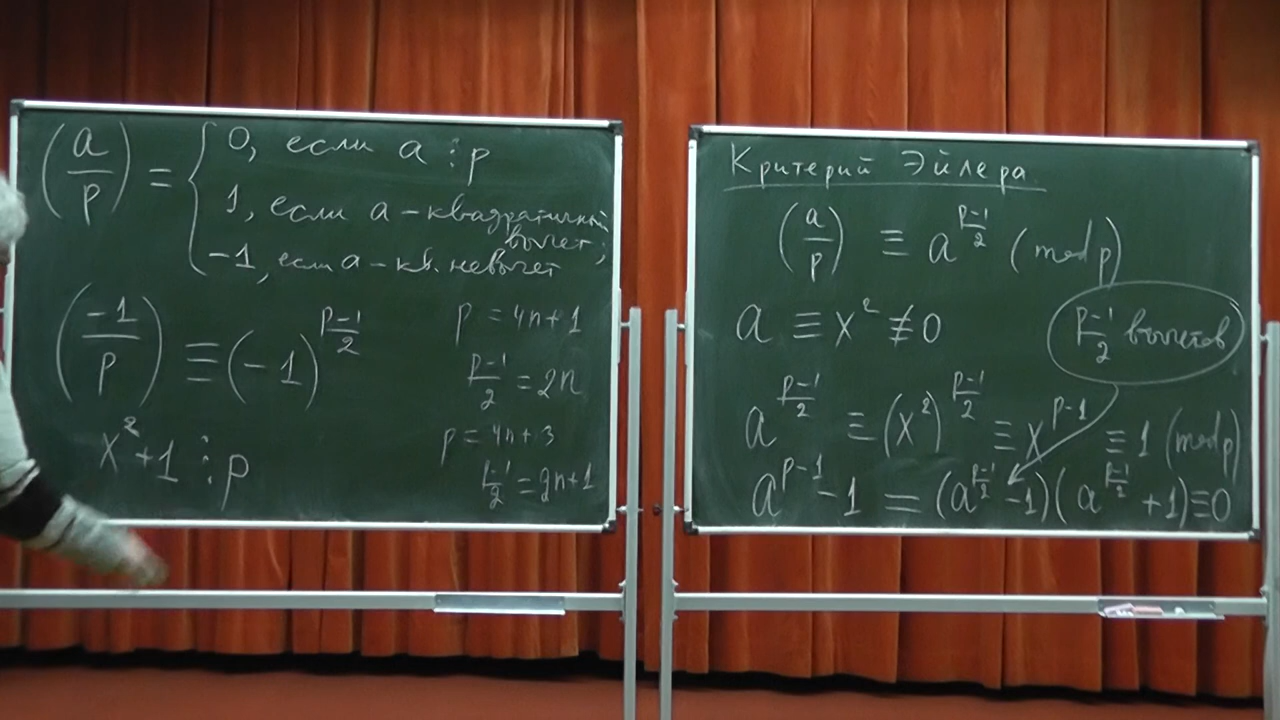 (a/p) = { 0, если a ⋮ p
1, если a – квадратичный вычет;
-1, если a – кв. невычет
(-1/p) ≡ (-1)^((p-1)/2)
x² + 1 ⋮ p
p = 4n+1
(p-1)/2 = 2n
p = 4n+3
(p-1)/2 = 2n+1
Критерий Эйлера
(a/p) ≡ a^((p-1)/2) (mod p)
a ≡ x² ≢ 0
(p-1)/2 вычетов
a^((p-1)/2) ≡ (x²)^((p-1)/2) ≡ x^(p-1) ≡ 1 (mod p)
a^(p-1) - 1 = (a^((p-1)/2) - 1)(a^((p-1)/2) + 1) ≡ 0